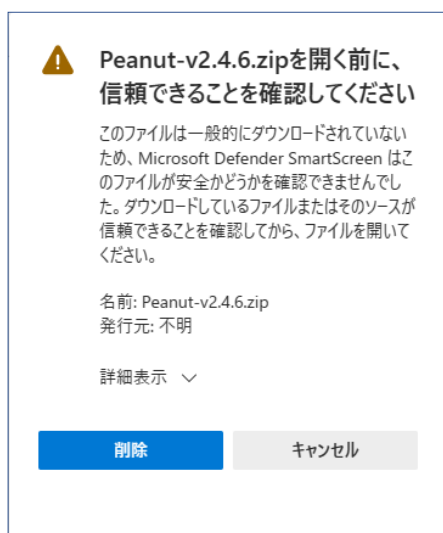 Peanut-v2.4.6.zipを開く前に、
信頼できることを確認してください
このファイルは一般的にダウンロードされていない
ため、Microsoft Defender SmartScreen はこ
のファイルが安全かどうかを確認できませんでし
た。ダウンロードしているファイルまたはそのソースが
信頼できることを確認してから、ファイルを開いて
ください。
名前: Peanut-v2.4.6.zip
発行元: 不明
詳細表示
削除
キャンセル